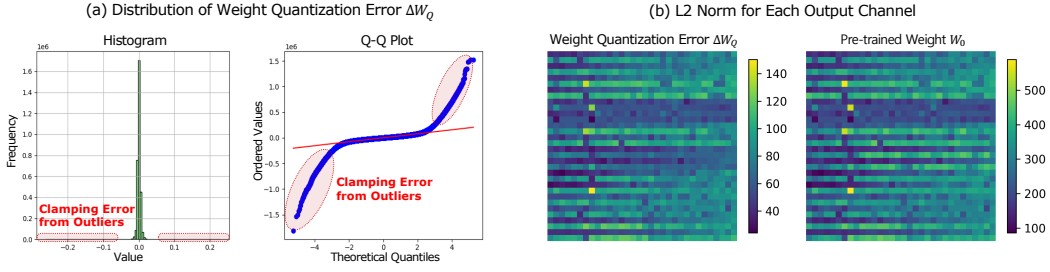 (a) Distribution of Weight Quantization Error ΔW_Q
(b) L2 Norm for Each Output Channel
Histogram
1e6
1.6
1.4
1.2
1.0
0.8
0.6
0.4
0.2
0.0
Frequency
Clamping Error
from Outliers
-0.2
-0.1
0.0
0.1
0.2
Value
Q-Q Plot
1e6
1.5
1.0
0.5
0.0
-0.5
-1.0
-1.5
Ordered Values
Clamping Error
from Outliers
−4
−2
0
2
4
Theoretical Quantiles
Weight Quantization Error ΔW_Q
140
120
100
80
60
40
Pre-trained Weight W_0
500
400
300
200
100